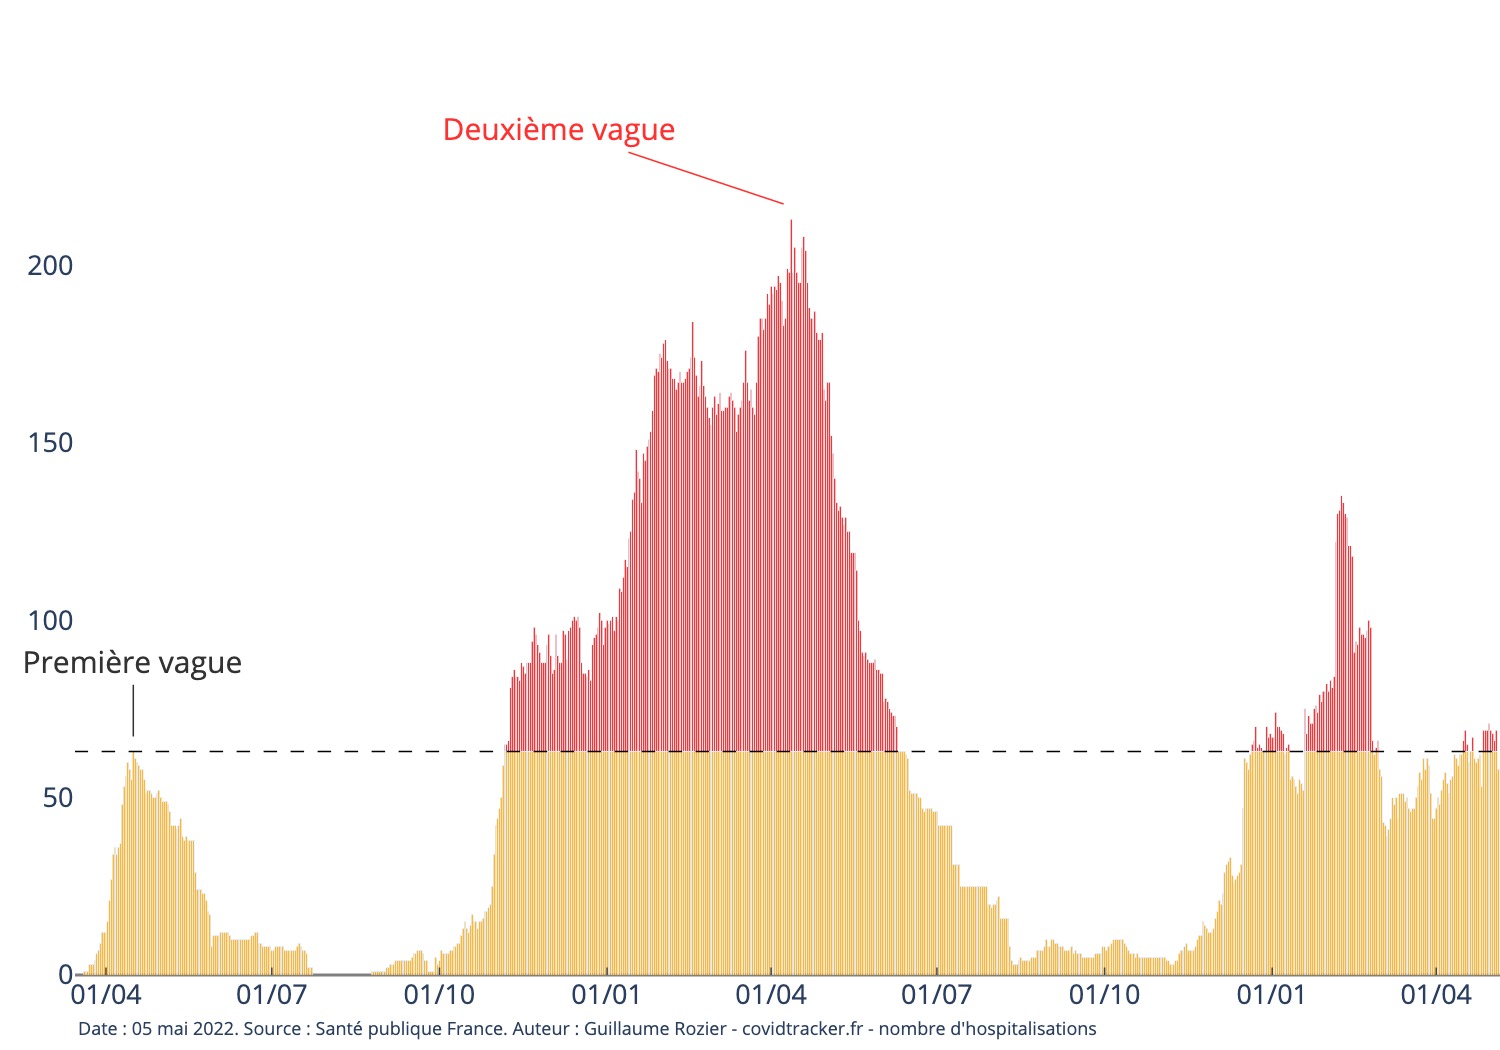 Deuxième vague
200
150
100
Première vague
50
0
01/04 01/07 01/10 01/01 01/04 01/07 01/10 01/01 01/04
Date : 05 mai 2022. Source : Santé publique France. Auteur : Guillaume Rozier - covidtracker.fr - nombre d'hospitalisations